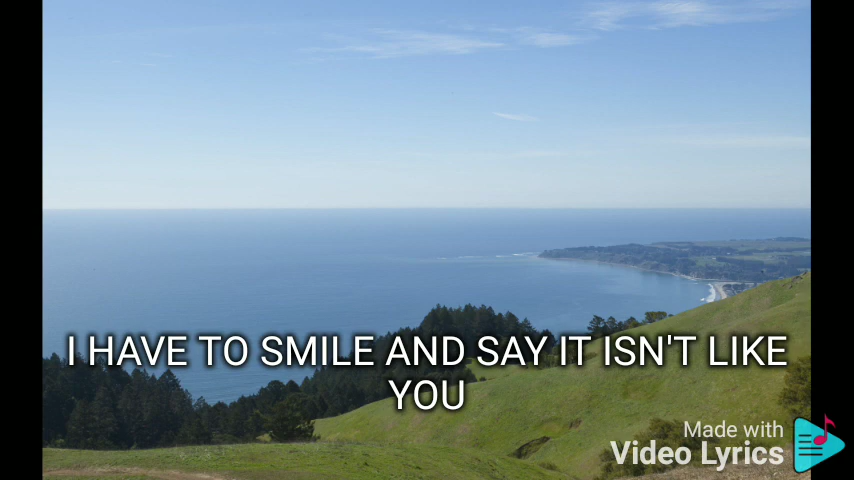 I HAVE TO SMILE AND SAY IT ISN'T LIKE
YOU
Made with
Video Lyrics